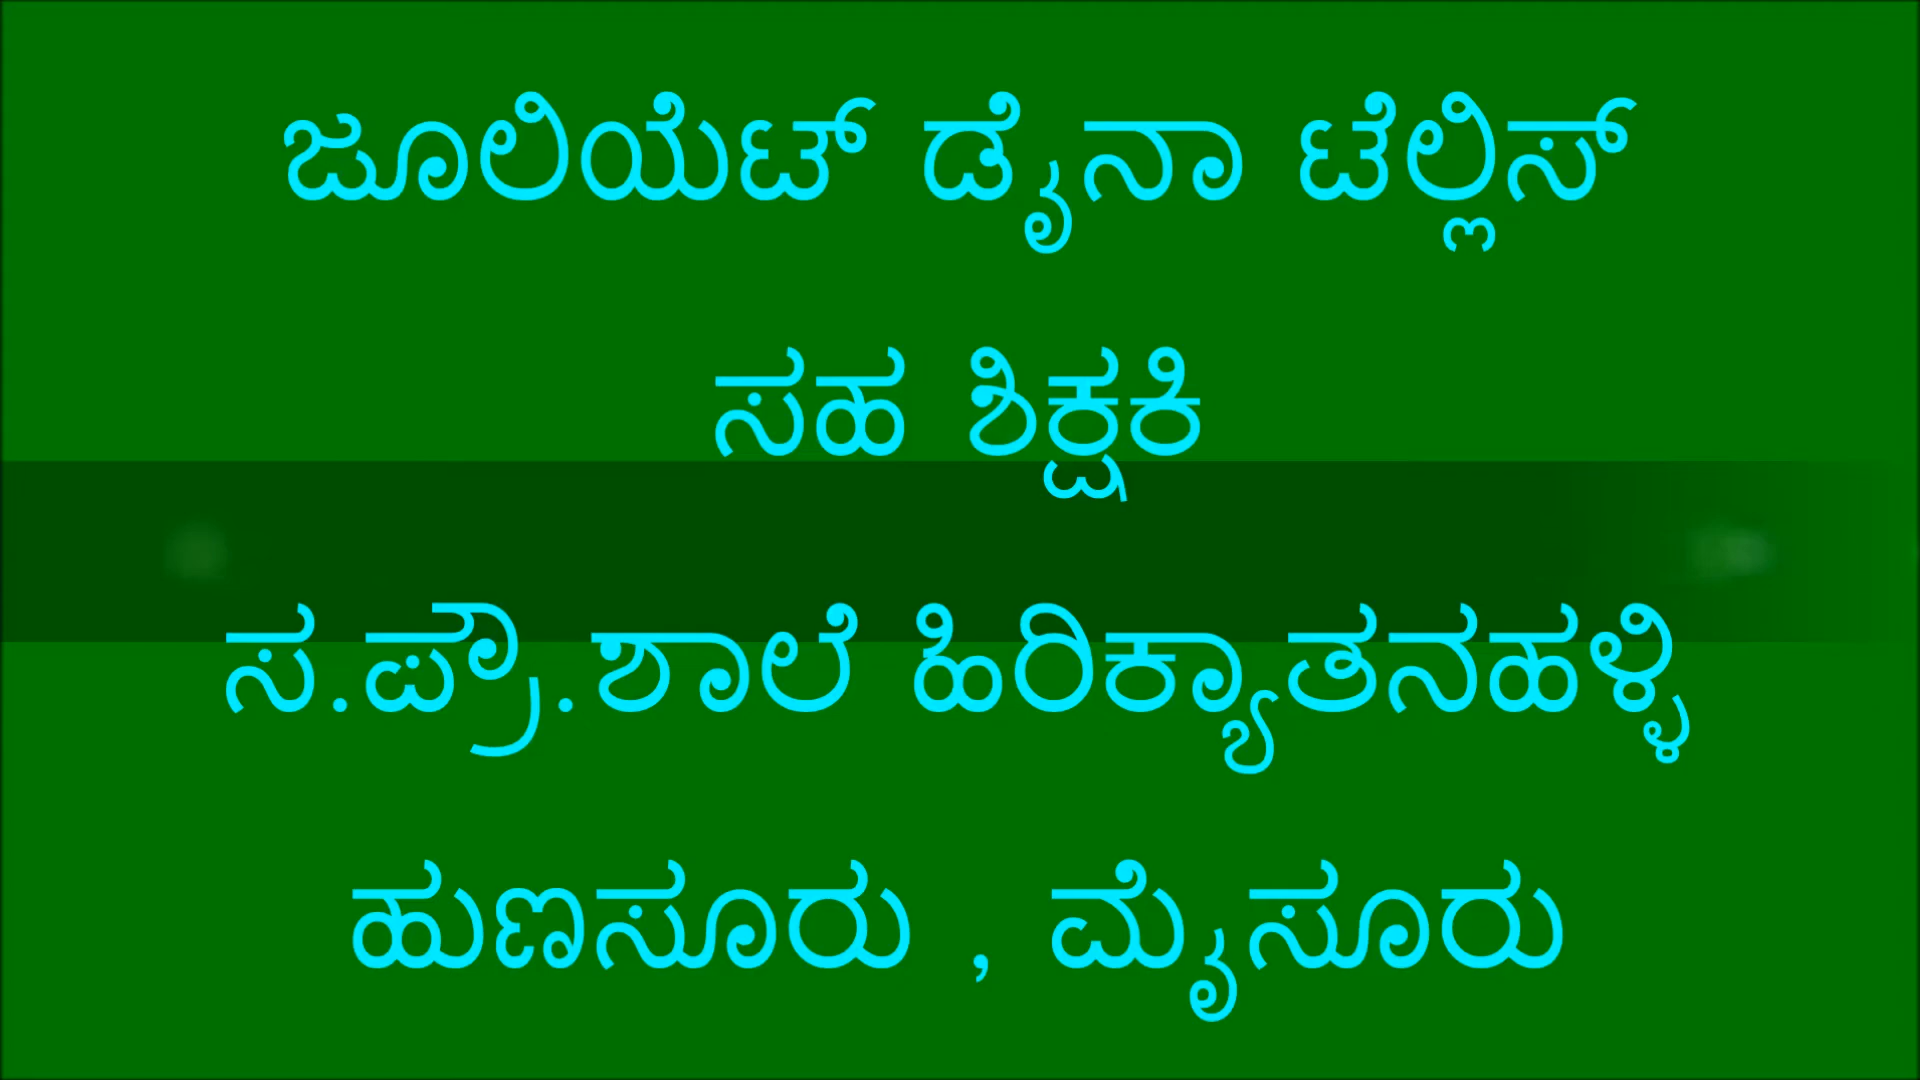 ಜೂಲಿಯೆಟ್ ಡೈನಾ ಟೆಲ್ಲಿಸ್
ಸಹ ಶಿಕ್ಷಕಿ
ಸ.ಪ್ರೌ.ಶಾಲೆ ಹಿರಿಕ್ಯಾತನಹಳ್ಳಿ
ಹುಣಸೂರು , ಮೈಸೂರು